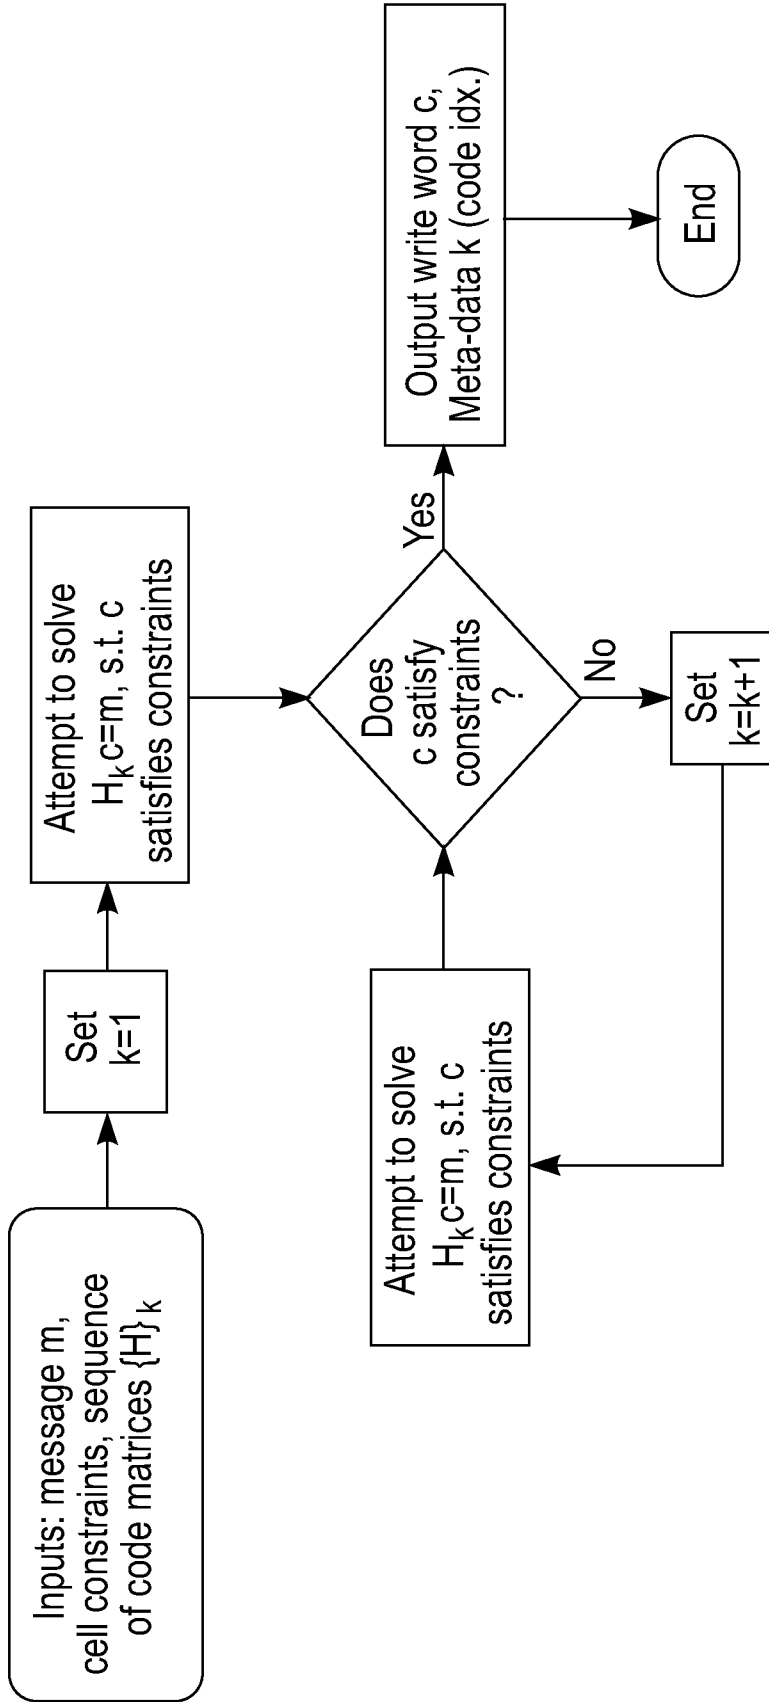 Inputs: message m,
cell constraints, sequence
of code matrices {H}k
Set
k=1
Attempt to solve
Hkc=m, s.t. c
satisfies constraints
Does
c satisfy
constraints
?
Yes
Output write word c,
Meta-data k (code idx.)
End
No
Set
k=k+1
Attempt to solve
Hkc=m, s.t. c
satisfies constraints